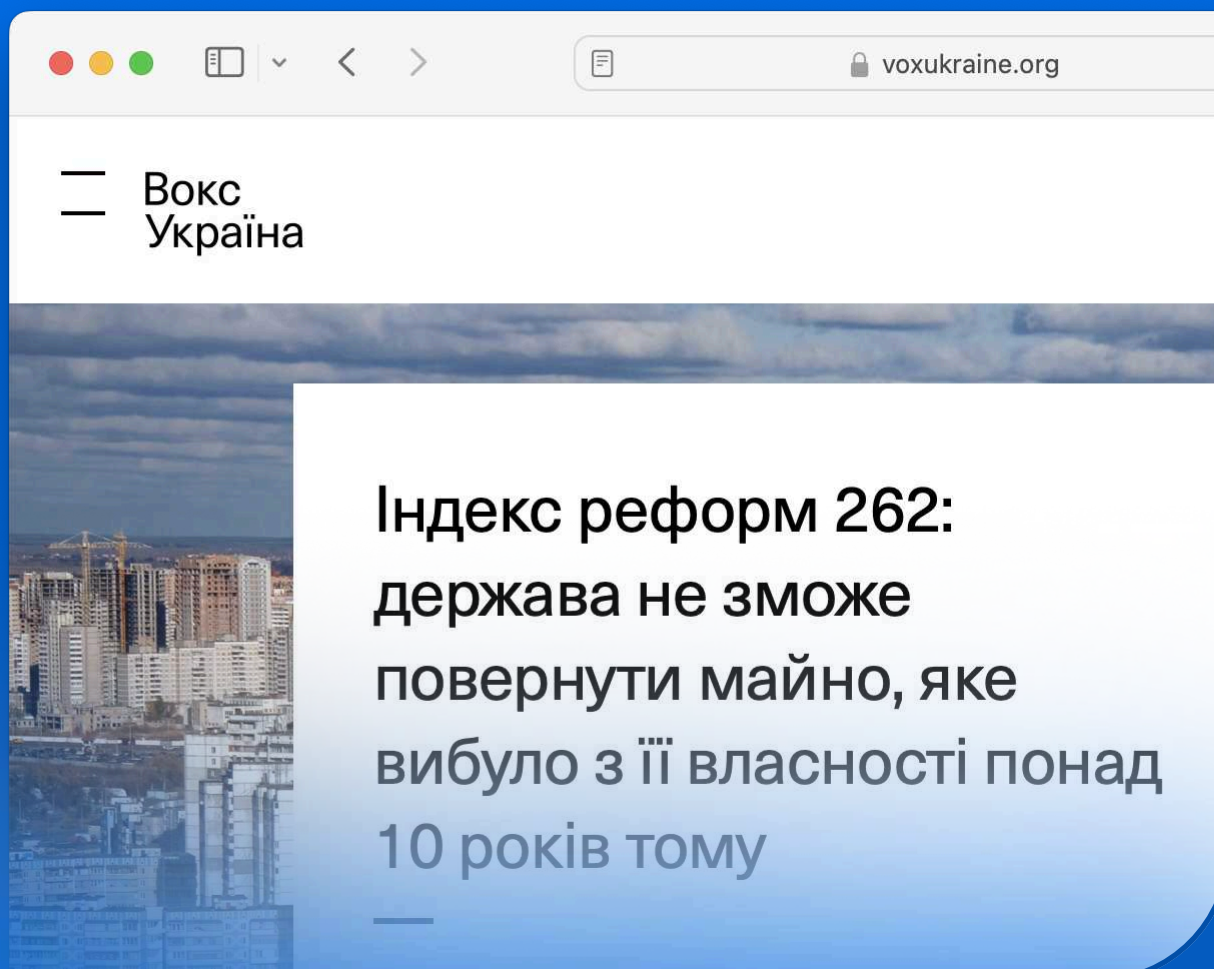 voxukraine.org
Вокс
Україна
Індекс реформ 262:
держава не зможе
повернути майно, яке
вибуло з її власності понад
10 років тому